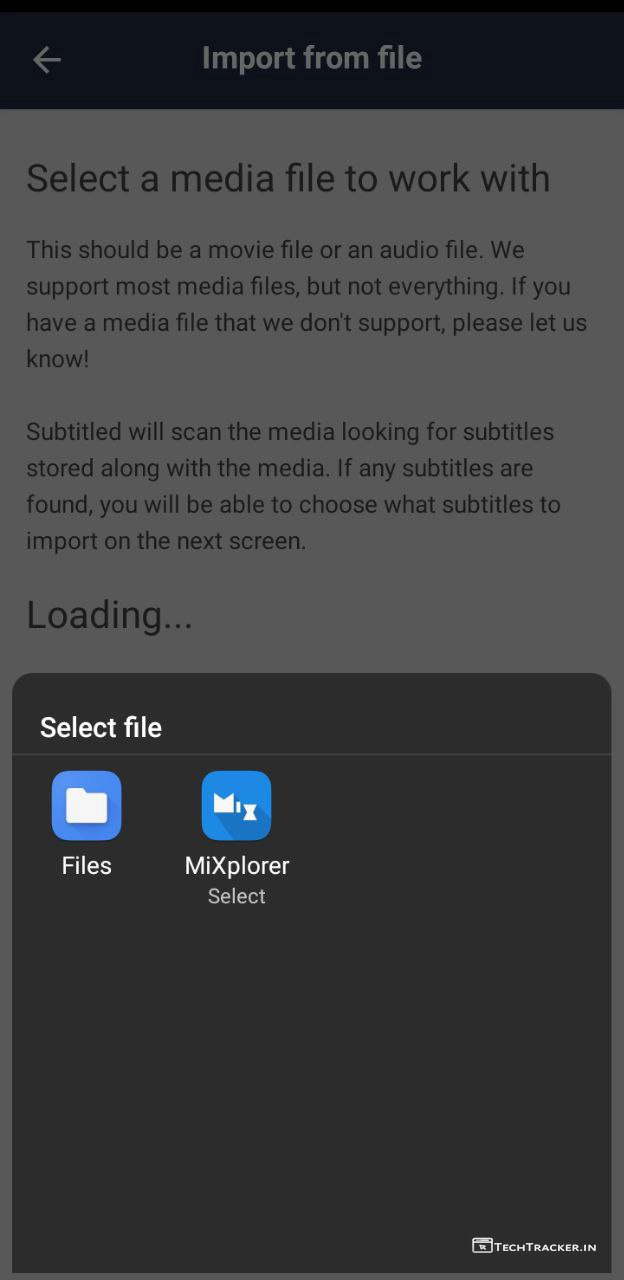 Import from file
Select a media file to work with
This should be a movie file or an audio file. We
support most media files, but not everything. If you
have a media file that we don't support, please let us
know!
Subtitled will scan the media looking for subtitles
stored along with the media. If any subtitles are
found, you will be able to choose what subtitles to
import on the next screen.
Loading...
Select file
Files
MiXplorer
Select
TechTracker.in